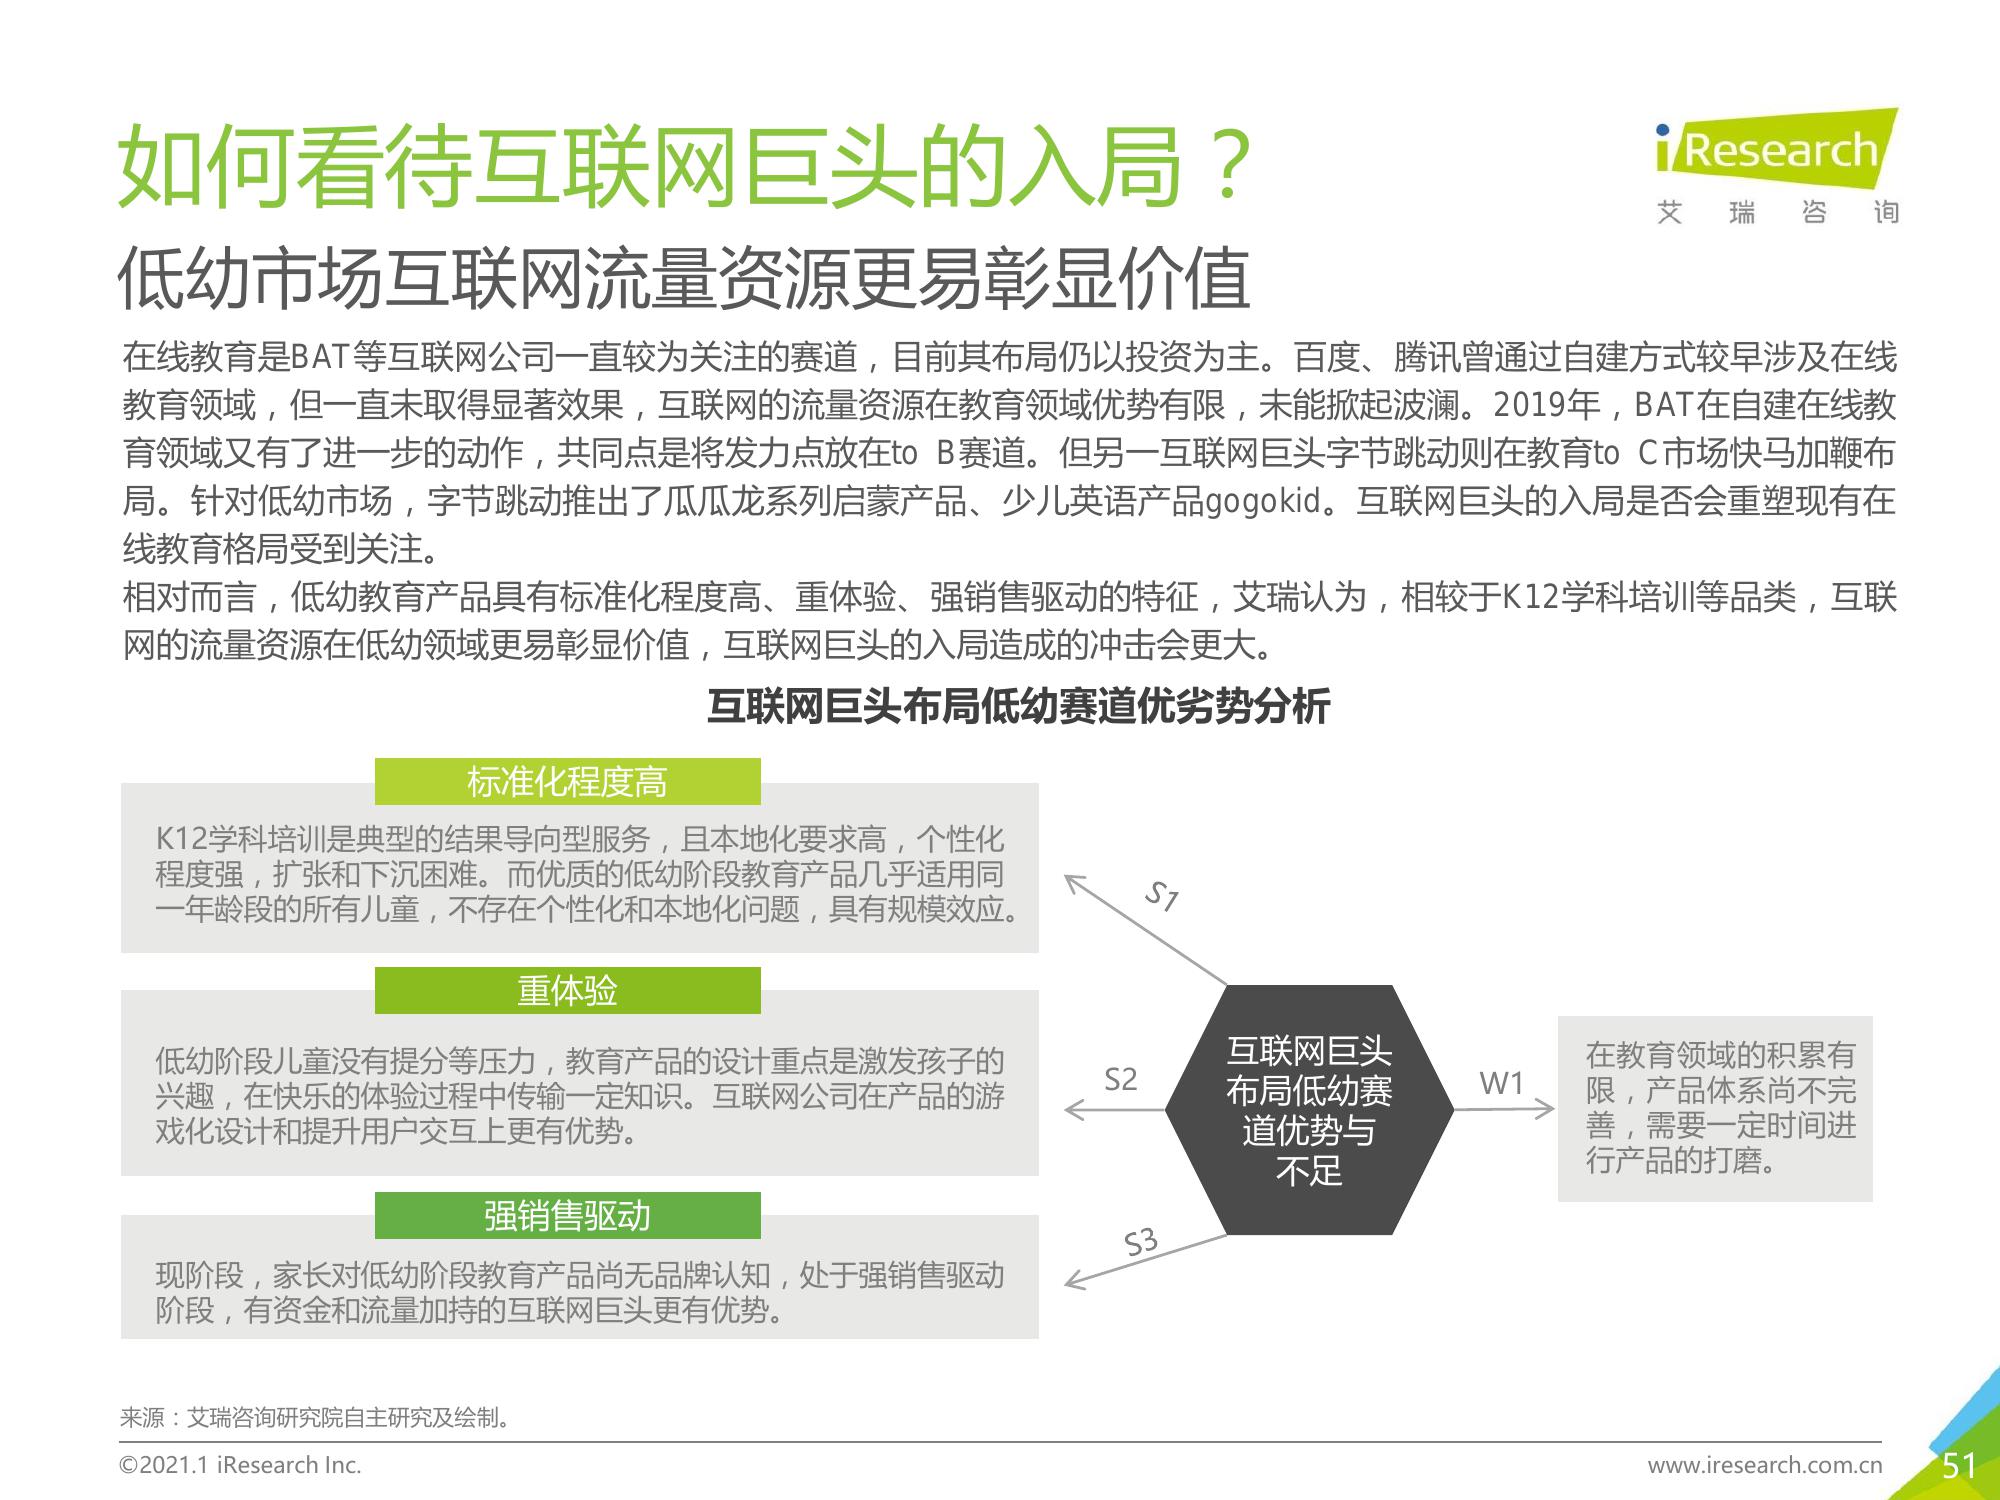 如何看待互联网巨头的入局？
iResearch
艾瑞咨询
低幼市场互联网流量资源更易彰显价值
在线教育是BAT等互联网公司一直较为关注的赛道，目前其布局仍以投资为主。百度、腾讯曾通过自建方式较早涉及在线
教育领域，但一直未取得显著效果，互联网的流量资源在教育领域优势有限，未能掀起波澜。2019年，BAT在自建在线教
育领域又有了进一步的动作，共同点是将发力点放在to B赛道。但另一互联网巨头字节跳动则在教育to C市场快马加鞭布
局。针对低幼市场，字节跳动推出了瓜瓜龙系列启蒙产品、少儿英语产品gogokid。互联网巨头的入局是否会重塑现有在
线教育格局受到关注。
相对而言，低幼教育产品具有标准化程度高、重体验、强销售驱动的特征，艾瑞认为，相较于K12学科培训等品类，互联
网的流量资源在低幼领域更易彰显价值，互联网巨头的入局造成的冲击会更大。
互联网巨头布局低幼赛道优劣势分析
标准化程度高
K12学科培训是典型的结果导向型服务，且本地化要求高，个性化
程度强，扩张和下沉困难。而优质的低幼阶段教育产品几乎适用同
一年龄段的所有儿童，不存在个性化和本地化问题，具有规模效应。
重体验
低幼阶段儿童没有提分等压力，教育产品的设计重点是激发孩子的
兴趣，在快乐的体验过程中传输一定知识。互联网公司在产品的游
戏化设计和提升用户交互上更有优势。
强销售驱动
现阶段，家长对低幼阶段教育产品尚无品牌认知，处于强销售驱动
阶段，有资金和流量加持的互联网巨头更有优势。
S1
S2
S3
互联网巨头
布局低幼赛
道优势与
不足
W1
在教育领域的积累有
限，产品体系尚不完
善，需要一定时间进
行产品的打磨。
来源：艾瑞咨询研究院自主研究及绘制。
©2021.1 iResearch Inc.
www.iresearch.com.cn
51